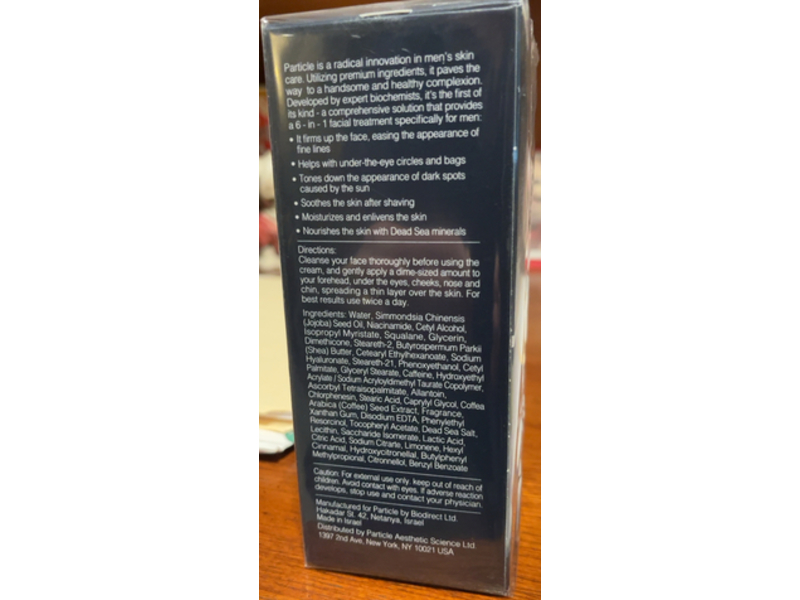 Particle is a radical innovation in men's skin
care. Utilizing premium ingredients, it paves the
way to a handsome and healthy complexion.
Developed by expert biochemists, it's the first of
its kind - a comprehensive solution that provides
a 6 - in - 1 facial treatment specifically for men:
• It firms up the face, easing the appearance of
fine lines
• Helps with under-the-eye circles and bags
• Tones down the appearance of dark spots
caused by the sun
• Soothes the skin after shaving
• Moisturizes and enlivens the skin
• Nourishes the skin with Dead Sea minerals
Directions:
Cleanse your face thoroughly before using the
cream, and gently apply a dime-sized amount to
your forehead, under the eyes, cheeks, nose and
chin, spreading a thin layer over the skin. For
best results use twice a day.
Ingredients: Water, Simmondsia Chinensis
(Jojoba) Seed Oil, Niacinamide, Cetyl Alcohol,
Isopropyl Myristate, Squalane, Glycerin,
Dimethicone, Steareth-2, Butyrospermum Parkii
(Shea) Butter, Cetearyl Ethylhexanoate, Sodium
Hyaluronate, Steareth-21, Phenoxyethanol, Cetyl
Palmitate, Glyceryl Stearate, Caffeine, Hydroxyethyl
Acrylate / Sodium Acryloyldimethyl Taurate Copolymer,
Ascorbyl Tetraisopalmitate, Allantoin,
Chlorphenesin, Stearic Acid, Caprylyl Glycol, Coffea
Arabica (Coffee) Seed Extract, Fragrance,
Xanthan Gum, Disodium EDTA, Phenylethyl
Resorcinol, Tocopheryl Acetate, Dead Sea Salt,
Lecithin, Saccharide Isomerate, Lactic Acid,
Citric Acid, Sodium Citrarte, Limonene, Hexyl
Cinnamal, Hydroxycitronellal, Butylphenyl
Methylpropional, Citronnellol, Benzyl Benzoate
Caution: For external use only. keep out of reach of
children. Avoid contact with eyes. If adverse reaction
develops, stop use and contact your physician.
Manufactured for Particle by Biodirect Ltd.
Hakadar St. 42, Netanya, Israel
Made in Israel
Distributed by Particle Aesthetic Science Ltd.
1397 2nd Ave, New York, NY 10021 USA